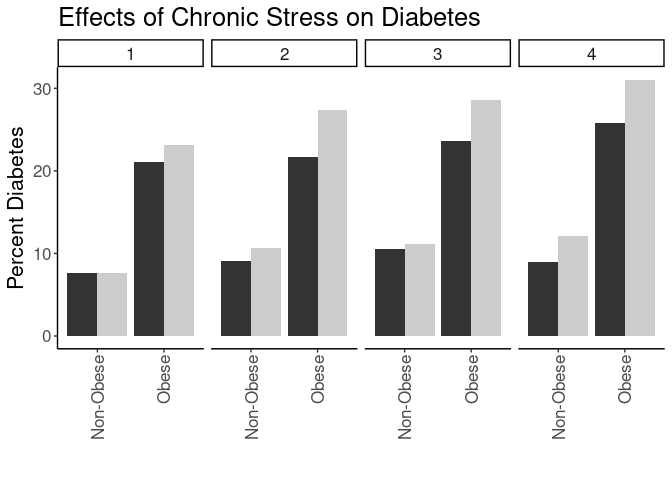 Effects of Chronic Stress on Diabetes
1 2 3 4
Percent Diabetes
30
20
10
0
Non-Obese Obese Non-Obese Obese Non-Obese Obese Non-Obese Obese